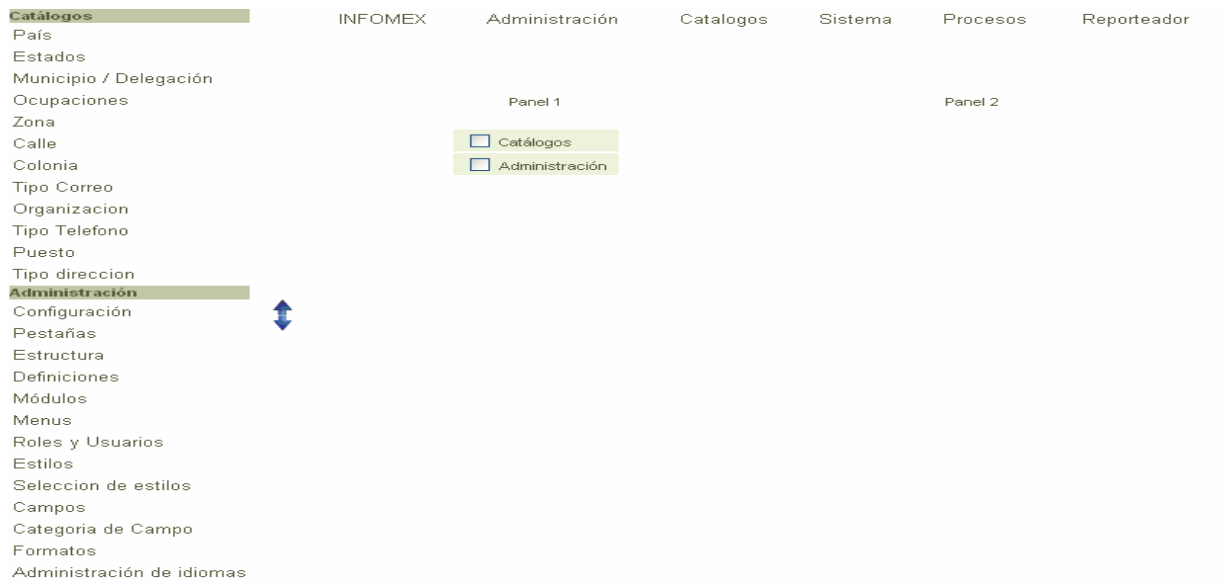 Catálogos
País
Estados
Municipio / Delegación
Ocupaciones
Zona
Calle
Colonia
Tipo Correo
Organizacion
Tipo Telefono
Puesto
Tipo direccion
Administración
Configuración
Pestañas
Estructura
Definiciones
Módulos
Menus
Roles y Usuarios
Estilos
Seleccion de estilos
Campos
Categoria de Campo
Formatos
Administración de idiomas
INFOMEX Administración Catalogos Sistema Procesos Reporteador
Panel 1 Panel 2
Catálogos
Administración